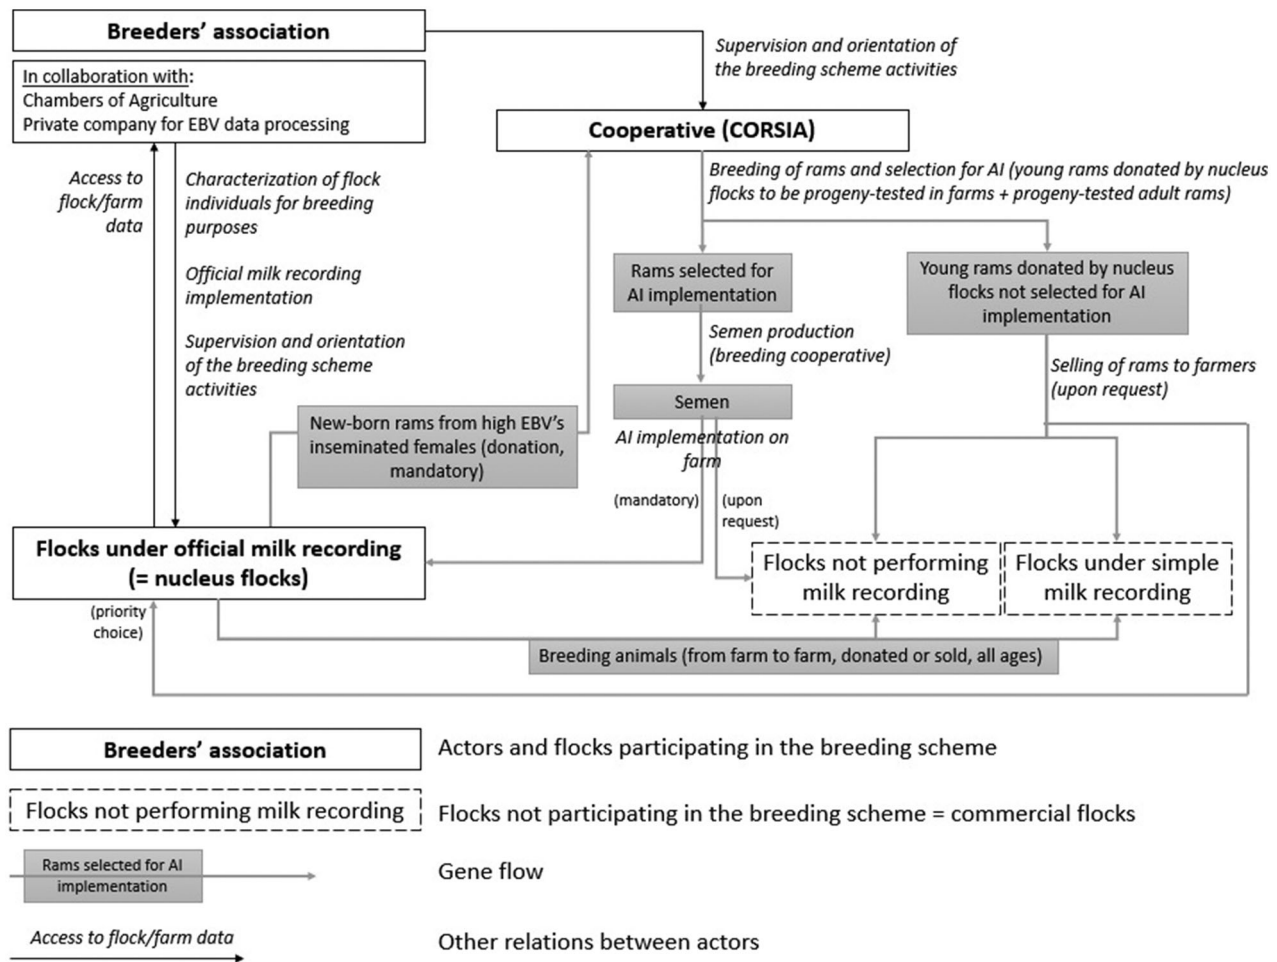 Breeders’ association
In collaboration with:
Chambers of Agriculture
Private company for EBV data processing
Supervision and orientation of
the breeding scheme activities
Cooperative (CORSIA)
Access to
flock/farm
data
Characterization of flock
individuals for breeding
purposes
Official milk recording
implementation
Supervision and orientation
of the breeding scheme
activities
Breeding of rams and selection for AI (young rams donated by nucleus
flocks to be progeny-tested in farms + progeny-tested adult rams)
Rams selected for
AI implementation
Young rams donated by nucleus
flocks not selected for AI
implementation
Semen production
(breeding cooperative)
Selling of rams to farmers
(upon request)
Semen
New-born rams from high EBV’s
inseminated females (donation,
mandatory)
AI implementation on
farm
(mandatory)
(upon
request)
Flocks under official milk recording
(= nucleus flocks)
Flocks not performing
milk recording
Flocks under simple
milk recording
(priority
choice)
Breeding animals (from farm to farm, donated or sold, all ages)
Breeders’ association
Actors and flocks participating in the breeding scheme
Flocks not performing milk recording
Flocks not participating in the breeding scheme = commercial flocks
Rams selected for AI
implementation
Gene flow
Access to flock/farm data
Other relations between actors